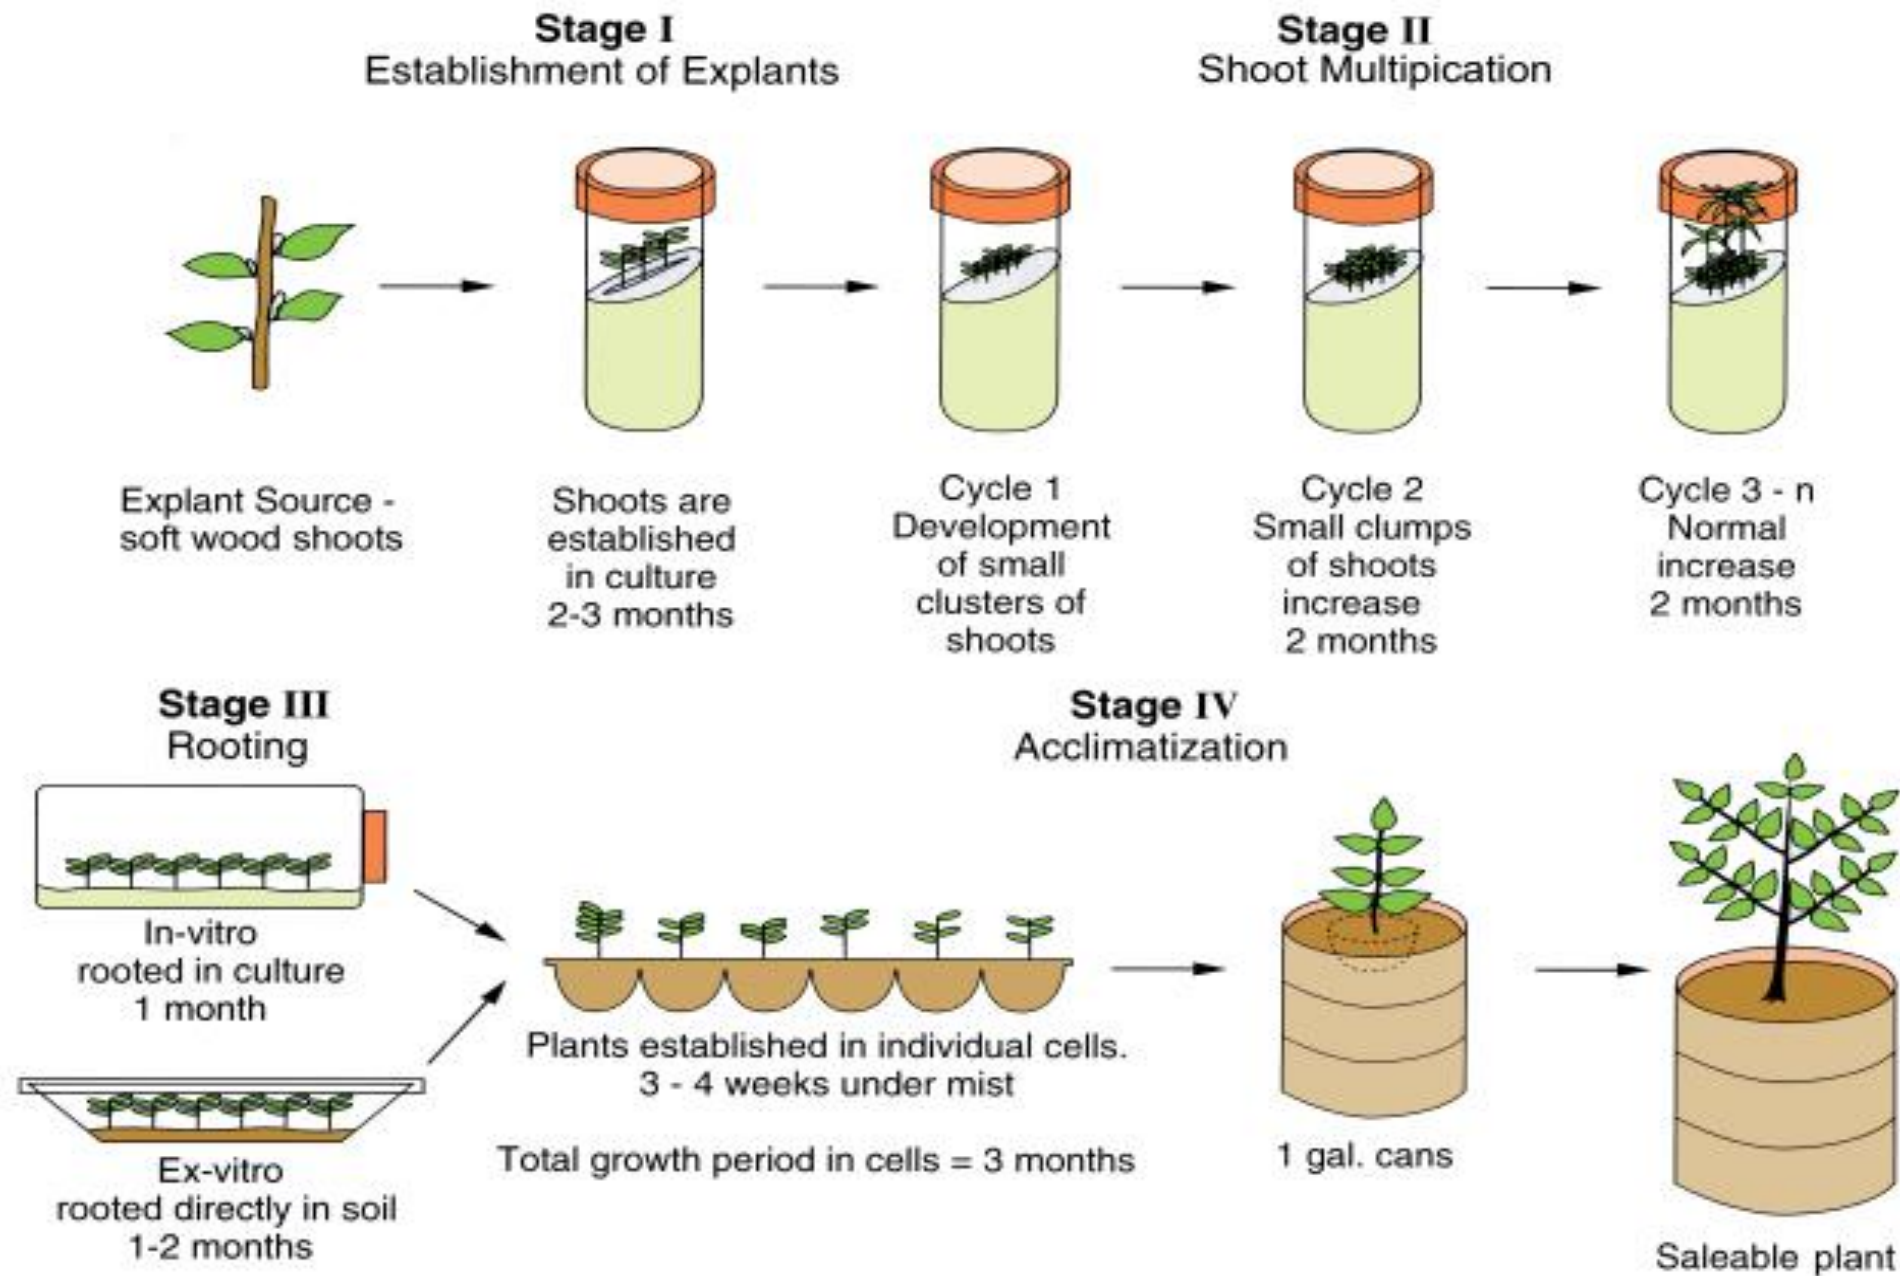 Stage I
Establishment of Explants
Stage II
Shoot Multipication
Explant Source -
soft wood shoots
Shoots are
established
in culture
2-3 months
Cycle 1
Development
of small
clusters of
shoots
Cycle 2
Small clumps
of shoots
increase
2 months
Cycle 3 - n
Normal
increase
2 months
Stage III
Rooting
Stage IV
Acclimatization
In-vitro
rooted in culture
1 month
Ex-vitro
rooted directly in soil
1-2 months
Plants established in individual cells.
3 - 4 weeks under mist
Total growth period in cells = 3 months
1 gal. cans
Saleable plant